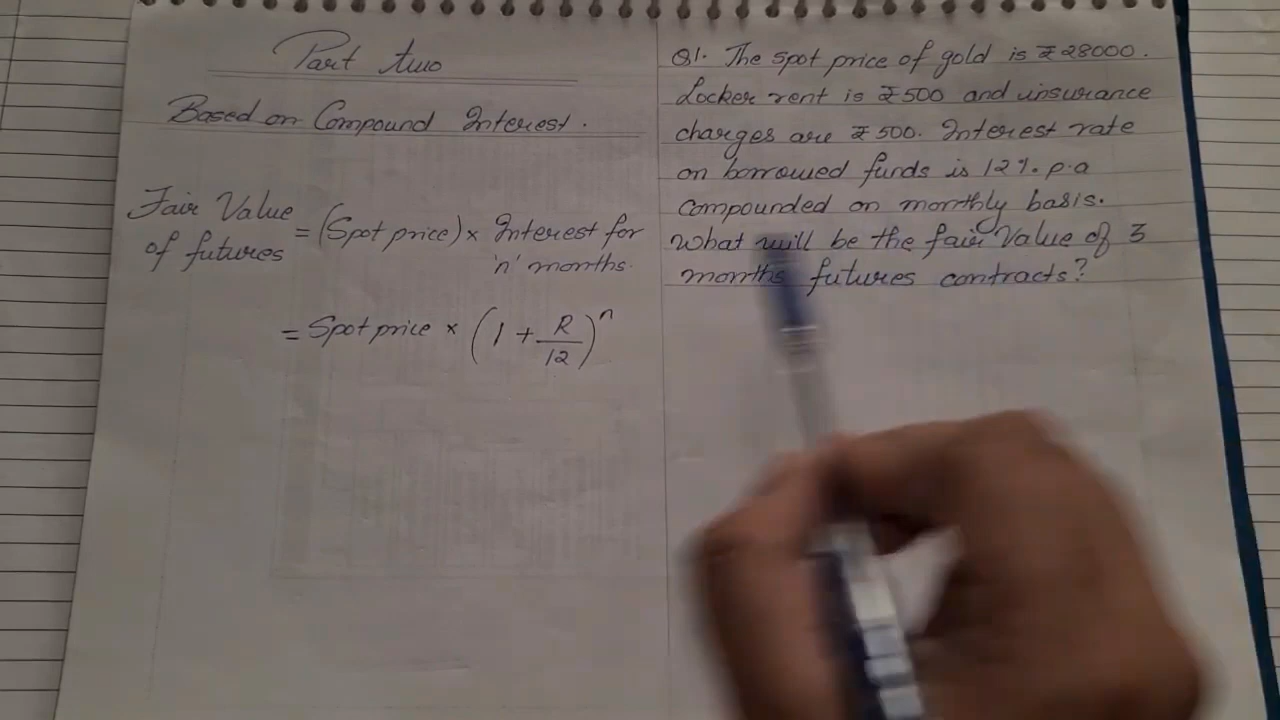 Part two
Based on Compound Interest.
Fair Value of futures = (Spot price) × Interest for 'n' months.
= Spot price × (1 + R/12)^n
Q1. The spot price of gold is ₹28000.
Locker rent is ₹500 and insurance
charges are ₹500. Interest rate
on borrowed funds is 12%. p.a
compounded on monthly basis.
What will be the fair value of 3
months futures contracts?